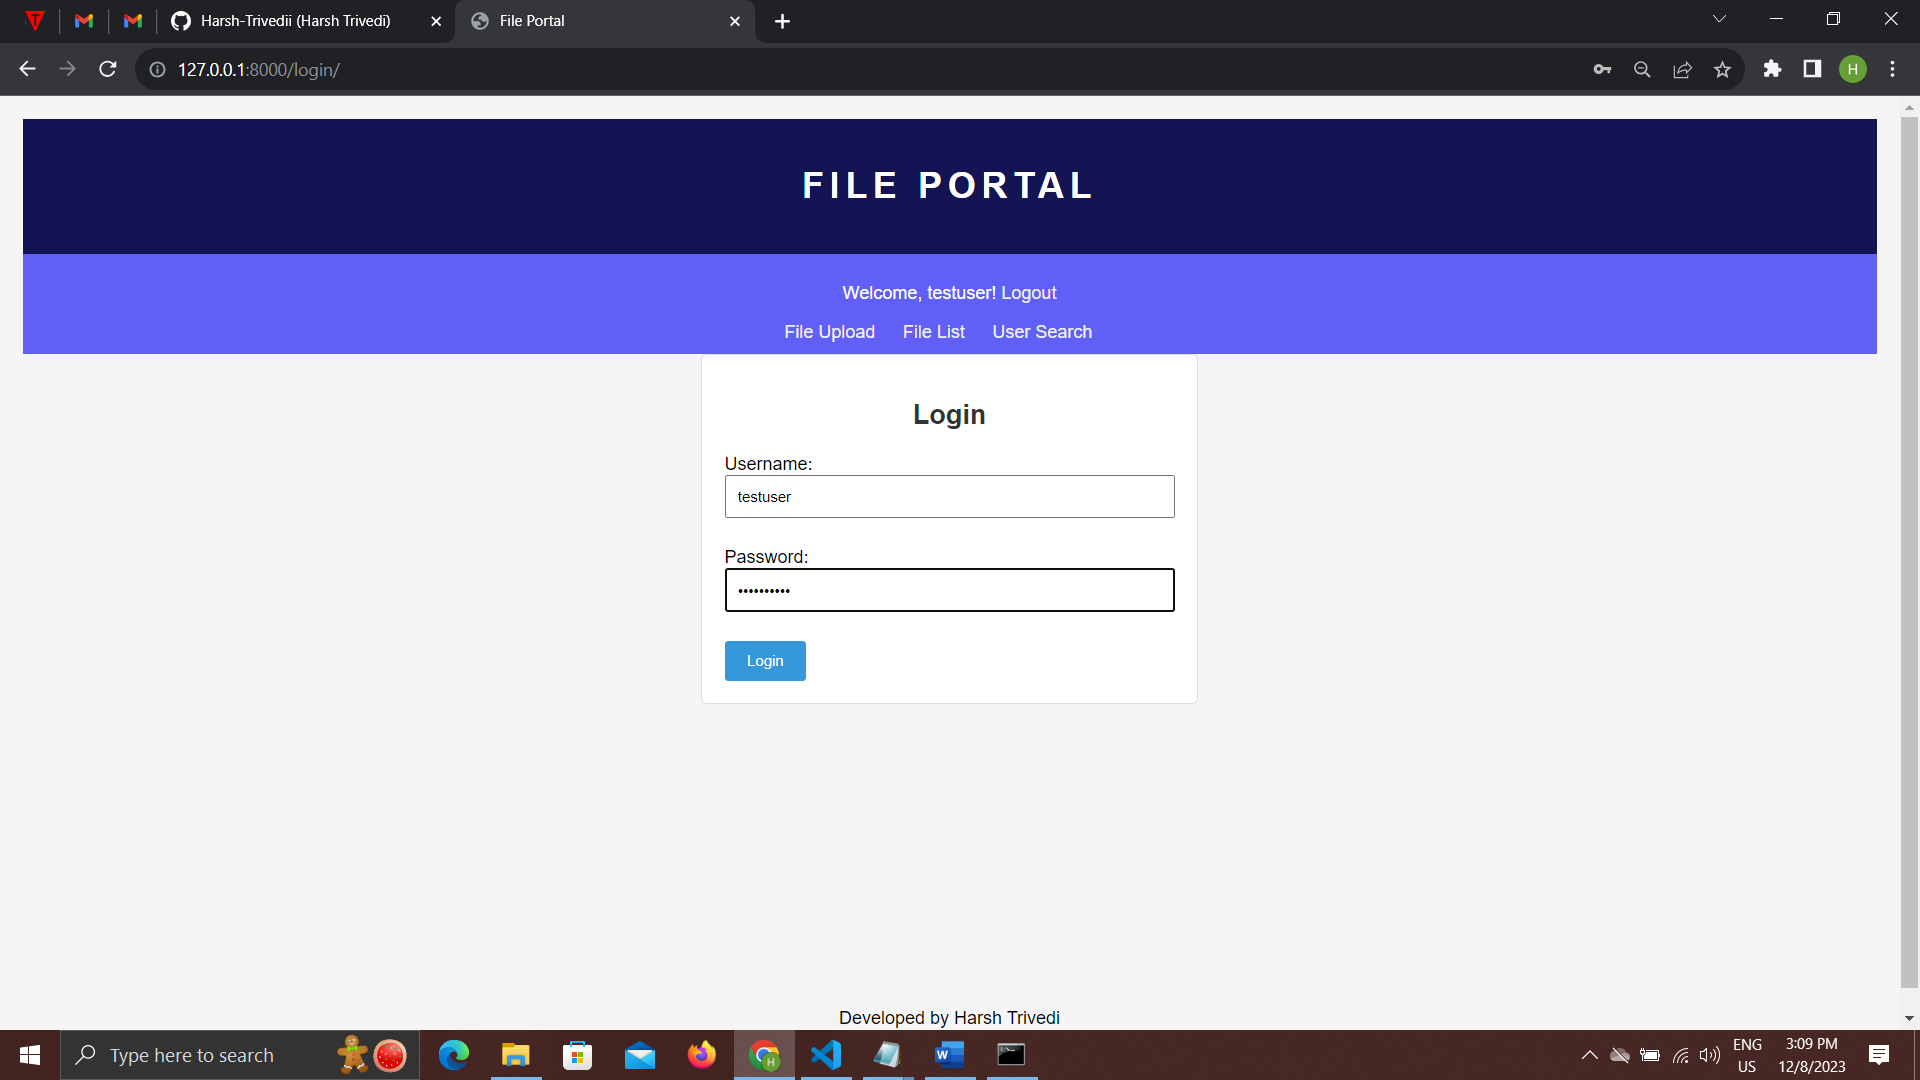 Harsh-Trivedii (Harsh Trivedi)
File Portal
127.0.0.1:8000/login/
H
FILE PORTAL
Welcome, testuser! Logout
File Upload File List User Search
Login
Username:
testuser
Password:
••••••••••
Login
Developed by Harsh Trivedi
Type here to search
ENG
US
3:09 PM
12/8/2023